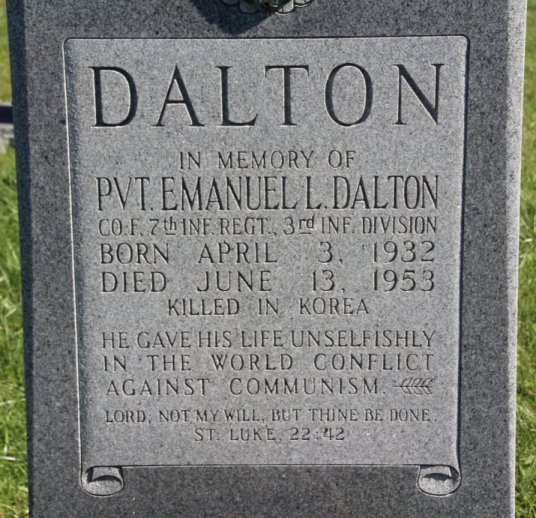 DALTON
IN MEMORY OF
PVT. EMANUEL L. DALTON
CO. F, 7th INF. REGT., 3rd INF. DIVISION
BORN APRIL 3, 1932
DIED JUNE 13, 1953
KILLED IN KOREA
HE GAVE HIS LIFE UNSELFISHLY
IN THE WORLD CONFLICT
AGAINST COMMUNISM.
LORD, NOT MY WILL, BUT THINE BE DONE.
ST. LUKE, 22:42